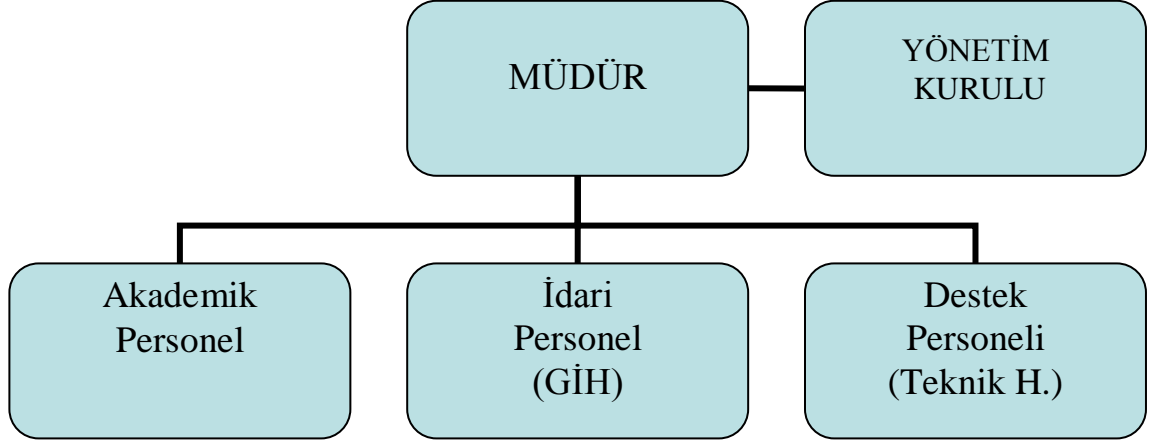 MÜDÜR
YÖNETİM
KURULU
Akademik
Personel
İdari
Personel
(GİH)
Destek
Personeli
(Teknik H.)